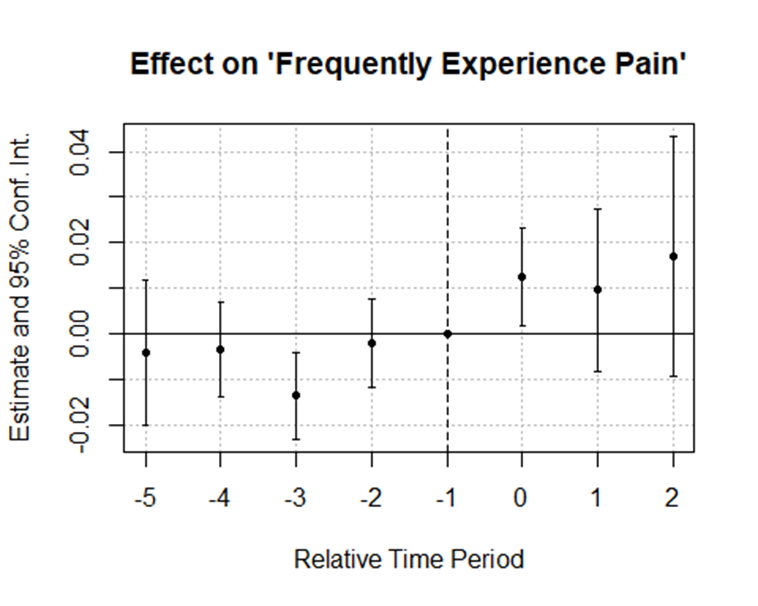 Effect on 'Frequently Experience Pain'
Estimate and 95% Conf. Int.
0.04
0.02
0.00
-0.02
-5 -4 -3 -2 -1 0 1 2
Relative Time Period